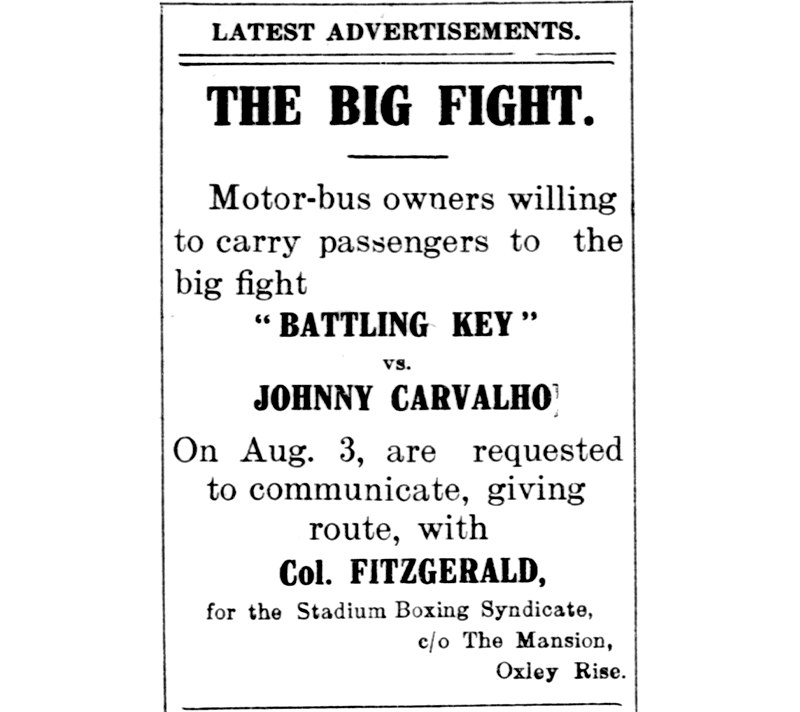 LATEST ADVERTISEMENTS.
THE BIG FIGHT.
Motor-bus owners willing
to carry passengers to the
big fight
“BATTLING KEY”
vs.
JOHNNY CARVALHO
On Aug. 3, are requested
to communicate, giving
route, with
Col. FITZGERALD,
for the Stadium Boxing Syndicate,
c/o The Mansion,
Oxley Rise.